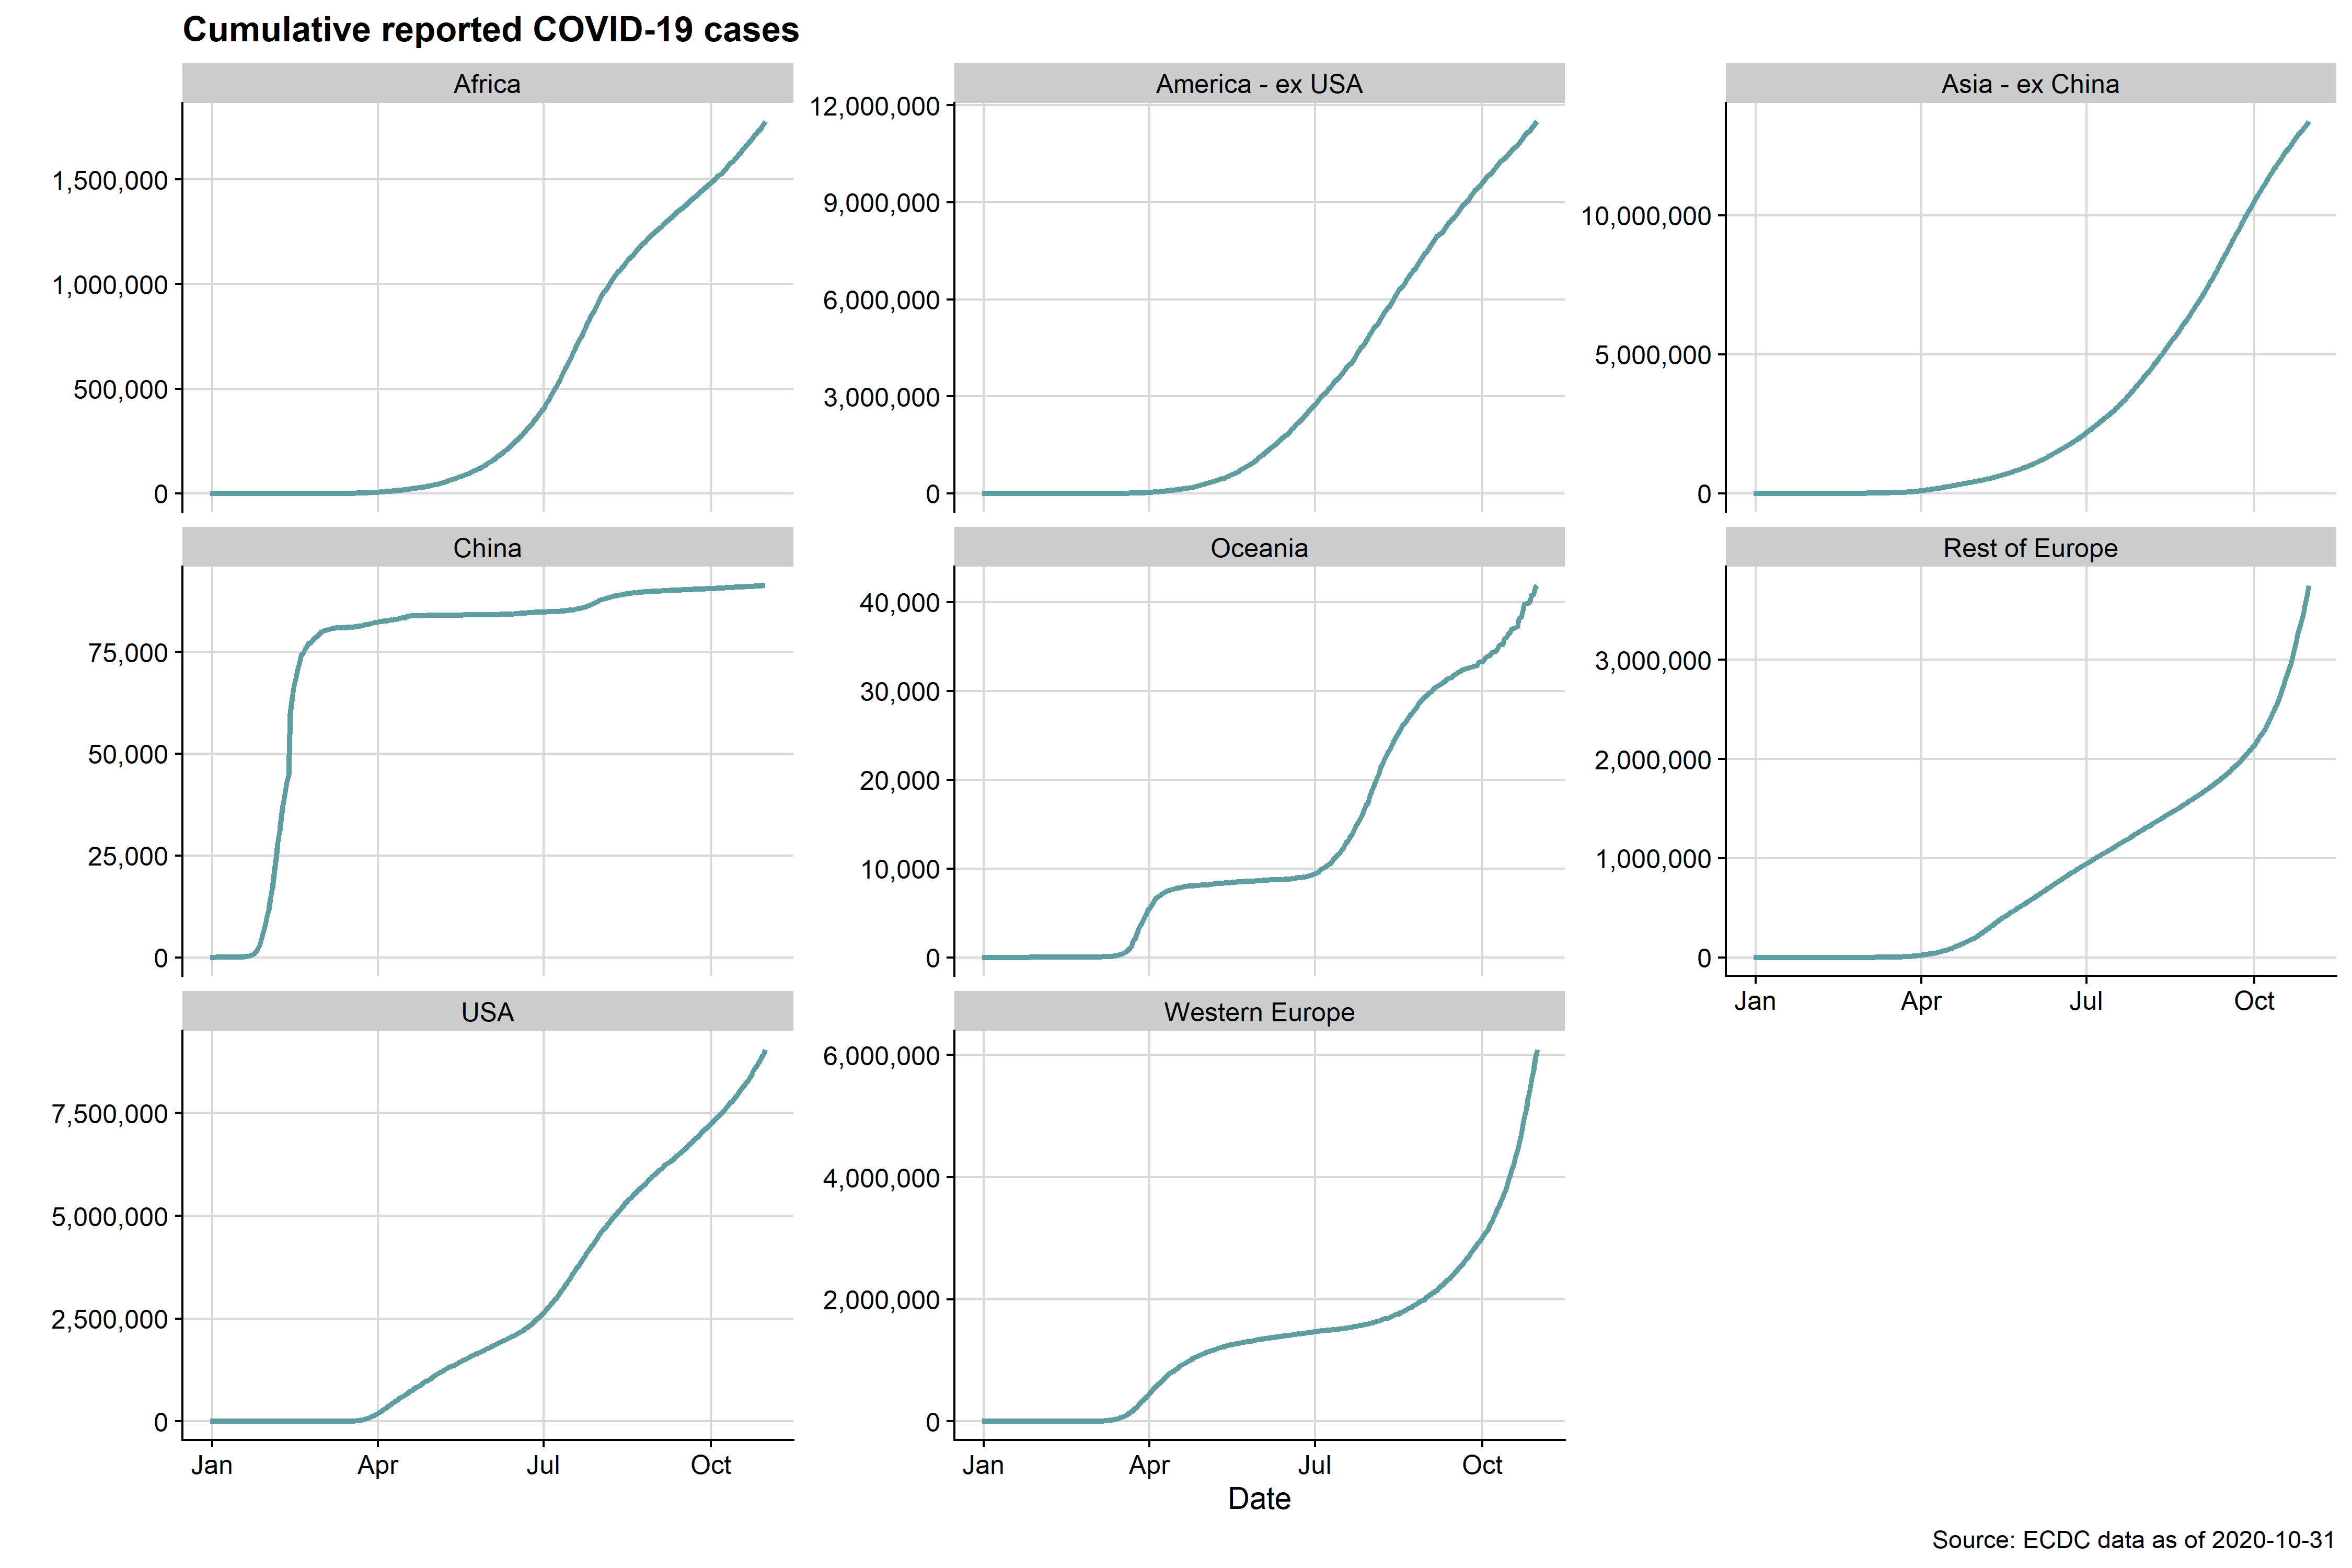 Cumulative reported COVID-19 cases
Africa
America - ex USA
Asia - ex China
1,500,000
1,000,000
500,000
0
12,000,000
9,000,000
6,000,000
3,000,000
0
10,000,000
5,000,000
0
China
Oceania
Rest of Europe
75,000
50,000
25,000
0
40,000
30,000
20,000
10,000
0
3,000,000
2,000,000
1,000,000
0
Jan Apr Jul Oct
USA
Western Europe
7,500,000
5,000,000
2,500,000
0
6,000,000
4,000,000
2,000,000
0
Jan Apr Jul Oct
Jan Apr Jul Oct
Date
Source: ECDC data as of 2020-10-31